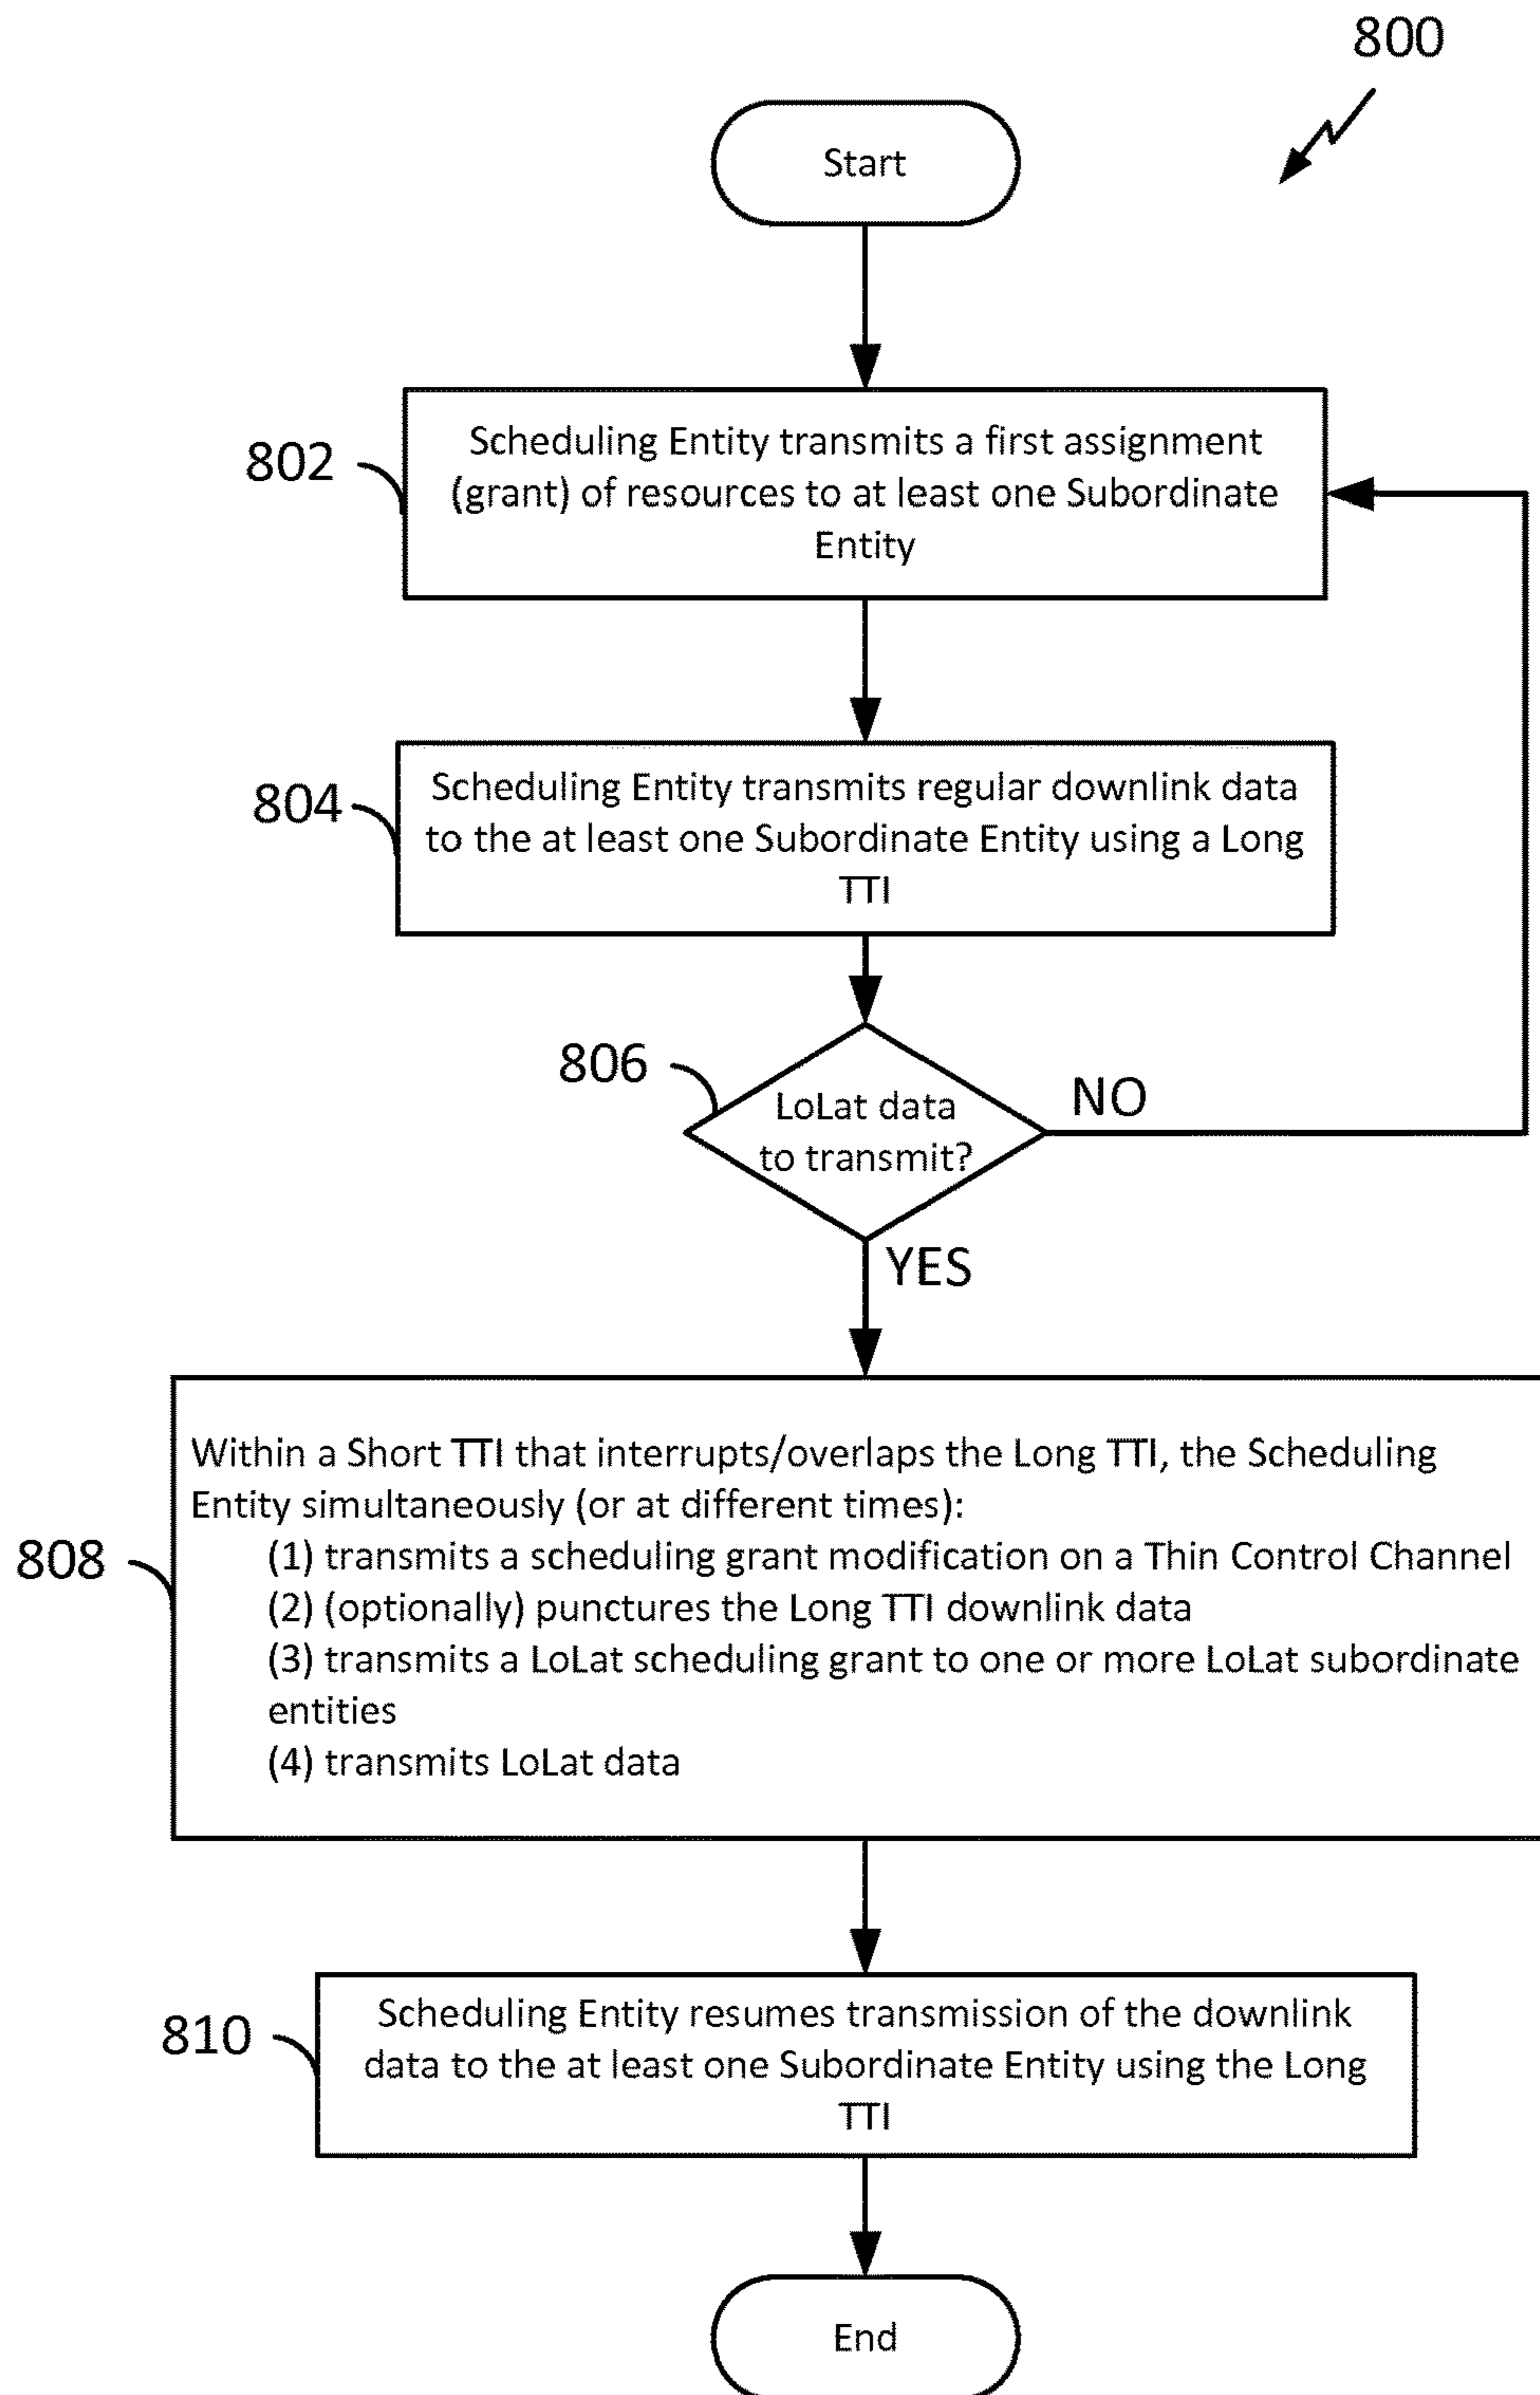 800
Start
802
Scheduling Entity transmits a first assignment
(grant) of resources to at least one Subordinate
Entity
804
Scheduling Entity transmits regular downlink data
to the at least one Subordinate Entity using a Long
TTI
806
LoLat data
to transmit?
NO
YES
808
Within a Short TTI that interrupts/overlaps the Long TTI, the Scheduling
Entity simultaneously (or at different times):
(1) transmits a scheduling grant modification on a Thin Control Channel
(2) (optionally) punctures the Long TTI downlink data
(3) transmits a LoLat scheduling grant to one or more LoLat subordinate
entities
(4) transmits LoLat data
810
Scheduling Entity resumes transmission of the downlink
data to the at least one Subordinate Entity using the Long
TTI
End